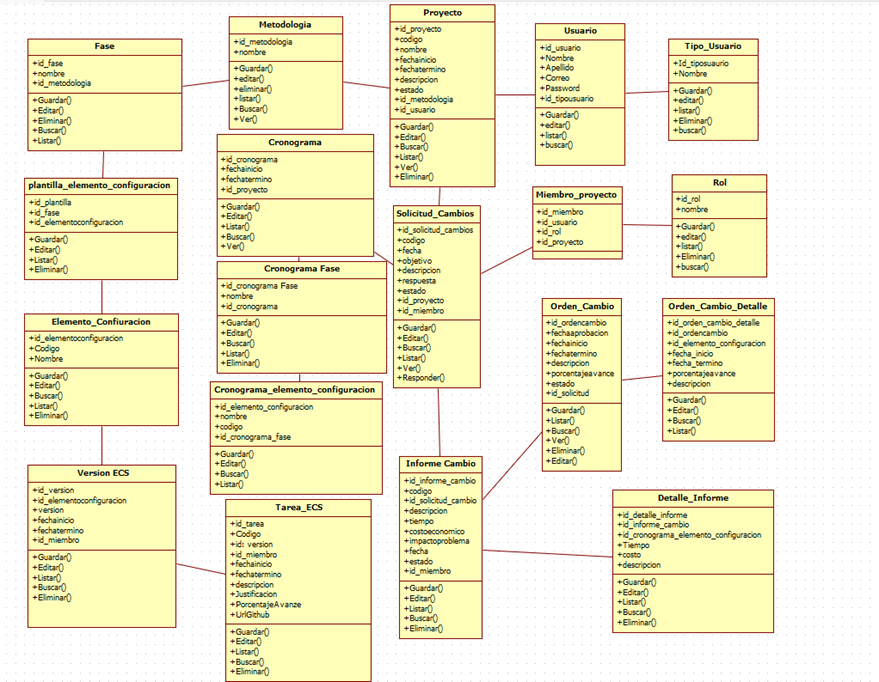 Fase
+id_fase
+nombre
+id_metodologia
+Guardar()
+Editar()
+Eliminar()
+Buscar()
+Listar()
Metodologia
+id_metodologia
+nombre
+Guardar()
+editar()
+eliminar()
+listar()
+Buscar()
+Ver()
Proyecto
+id_proyecto
+codigo
+nombre
+fechainicio
+fechatermino
+descripcion
+estado
+id_metodologia
+id_usuario
+Guardar()
+Editar()
+Buscar()
+Listar()
+Ver()
+Eliminar()
Usuario
+id_usuario
+Nombre
+Apellido
+Correo
+Password
+id_tipousuario
+Guardar()
+editar()
+listar()
+buscar()
Tipo_Usuario
+Id_tiposuaurio
+Nombre
+Guardar()
+editar()
+listar()
+Eliminar()
+buscar()
Cronograma
+id_cronograma
+fechainicio
+fechatermino
+id_proyecto
+Guardar()
+Editar()
+Listar()
+Buscar()
+Ver()
plantilla_elemento_configuracion
+id_plantilla
+id_fase
+id_elementoconfiguracion
+Guardar()
+Editar()
+Listar()
+Eliminar()
Solicitud_Cambios
+id_solicitud_cambios
+codigo
+fecha
+objetivo
+descripcion
+respuesta
+estado
+id_proyecto
+id_miembro
+Guardar()
+Editar()
+Buscar()
+Listar()
+Ver()
+Responder()
Miembro_proyecto
+id_miembro
+id_usuario
+id_rol
+id_proyecto
Rol
+id_rol
+nombre
+Guardar()
+editar()
+listar()
+Eliminar()
+buscar()
Cronograma Fase
+id_cronograma Fase
+nombre
+id_cronograma
+Guardar()
+Editar()
+Buscar()
+Listar()
+Eliminar()
Elemento_Confiuracion
+id_elementoconfiguracion
+Codigo
+Nombre
+Guardar()
+Editar()
+Buscar()
+Listar()
+Eliminar()
Orden_Cambio
+id_ordencambio
+fechaaprobacion
+fechainicio
+fechatermino
+descripcion
+porcentajeavance
+estado
+id_solicitud
+Guardar()
+Listar()
+Buscar()
+Ver()
+Eliminar()
+Editar()
Orden_Cambio_Detalle
+id_orden_cambio_detalle
+id_ordencambio
+id_elemento_configuracion
+fecha_inicio
+fecha_termino
+porcentajeavance
+descripcion
+Guardar()
+Editar()
+Buscar()
+Listar()
Cronograma_elemento_configuracion
+id_elemento_configuracion
+nombre
+codigo
+id_cronograma_fase
+Guardar()
+Editar()
+Buscar()
+Listar()
Version ECS
+id_version
+id_elementoconfiguracion
+version
+fechainicio
+fechatermino
+id_miembro
+Guardar()
+Editar()
+Listar()
+Buscar()
+Eliminar()
Informe Cambio
+id_informe_cambio
+codigo
+id_solicitud_cambio
+descripcion
+tiempo
+costoeconomico
+impactoproblema
+fecha
+estado
+id_miembro
+Guardar()
+Editar()
+Listar()
+Buscar()
+Eliminar()
Tarea_ECS
+id_tarea
+Codigo
+id: version
+id_miembro
+fechainicio
+fechatermino
+descripcion
+Justificacion
+PorcentajeAvanze
+UrlGithub
+Guardar()
+Editar()
+Listar()
+Buscar()
+Eliminar()
Detalle_Informe
+id_detalle_informe
+id_informe_cambio
+id_cronograma_elemento_configuracion
+Tiempo
+costo
+descripcion
+Guardar()
+Editar()
+Listar()
+Buscar()
+Eliminar()